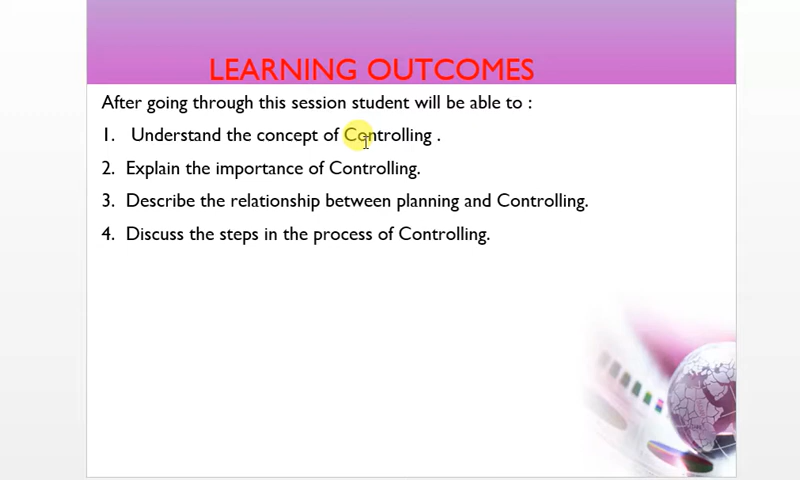 LEARNING OUTCOMES
After going through this session student will be able to :
1. Understand the concept of Controlling .
2. Explain the importance of Controlling.
3. Describe the relationship between planning and Controlling.
4. Discuss the steps in the process of Controlling.